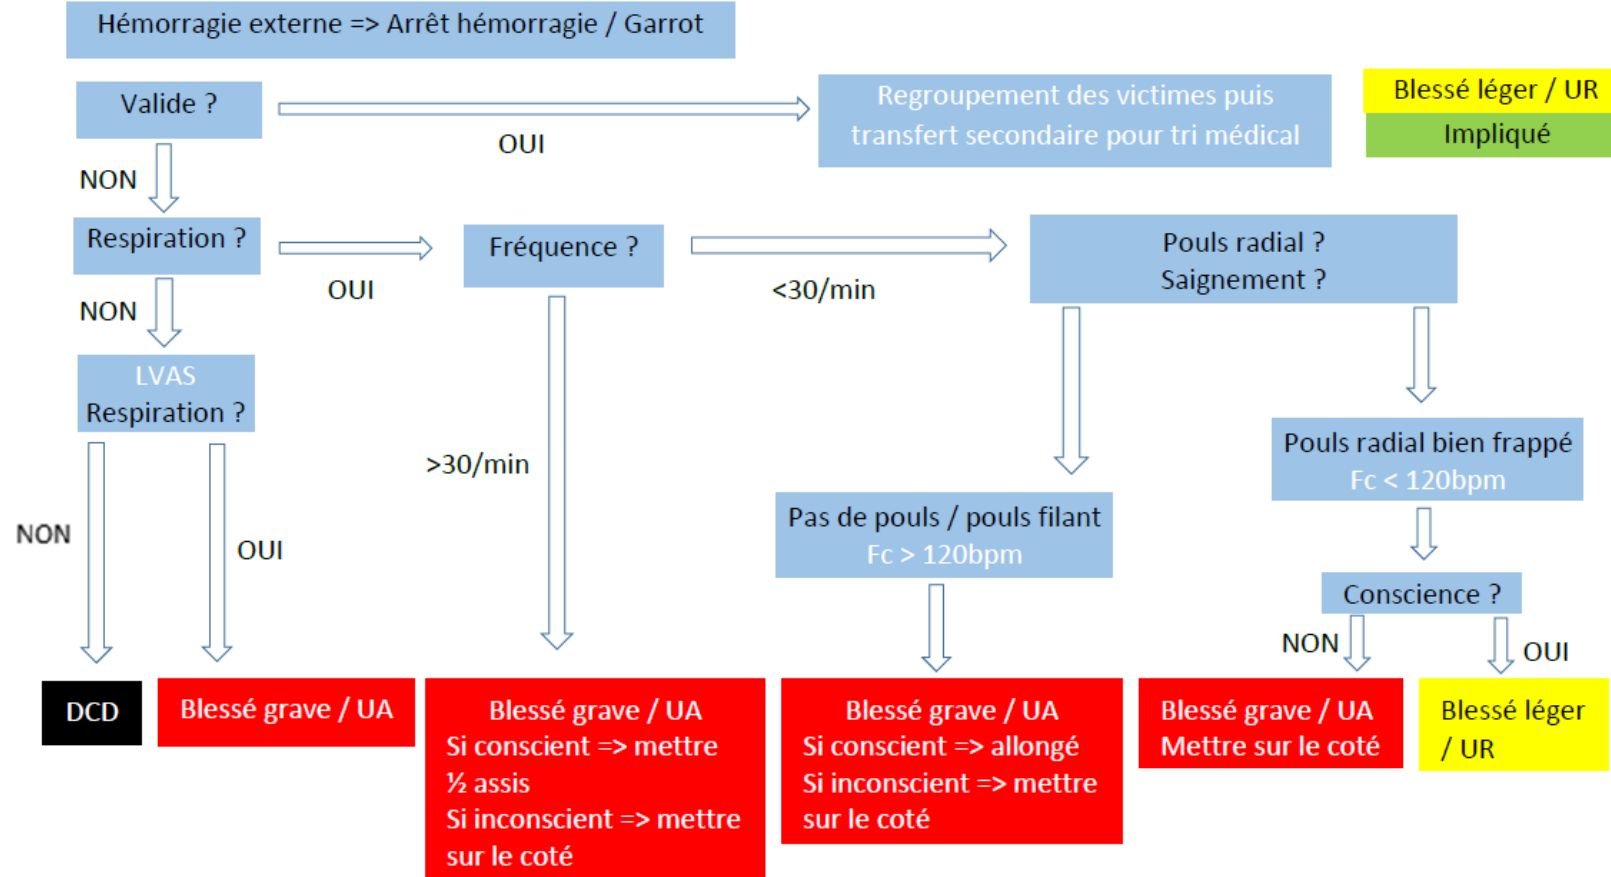 Hémorragie externe => Arrêt hémorragie / Garrot
Valide ?
OUI
Regroupement des victimes puis
transfert secondaire pour tri médical
Blessé léger / UR
Impliqué
NON
Respiration ?
OUI
Fréquence ?
<30/min
Pouls radial ?
Saignement ?
NON
LVAS
Respiration ?
>30/min
Pouls radial bien frappé
Fc < 120bpm
Pas de pouls / pouls filant
Fc > 120bpm
NON
OUI
Conscience ?
NON
OUI
DCD
Blessé grave / UA
Blessé grave / UA
Si conscient => mettre
½ assis
Si inconscient => mettre
sur le coté
Blessé grave / UA
Si conscient => allongé
Si inconscient => mettre
sur le coté
Blessé grave / UA
Mettre sur le coté
Blessé léger
/ UR